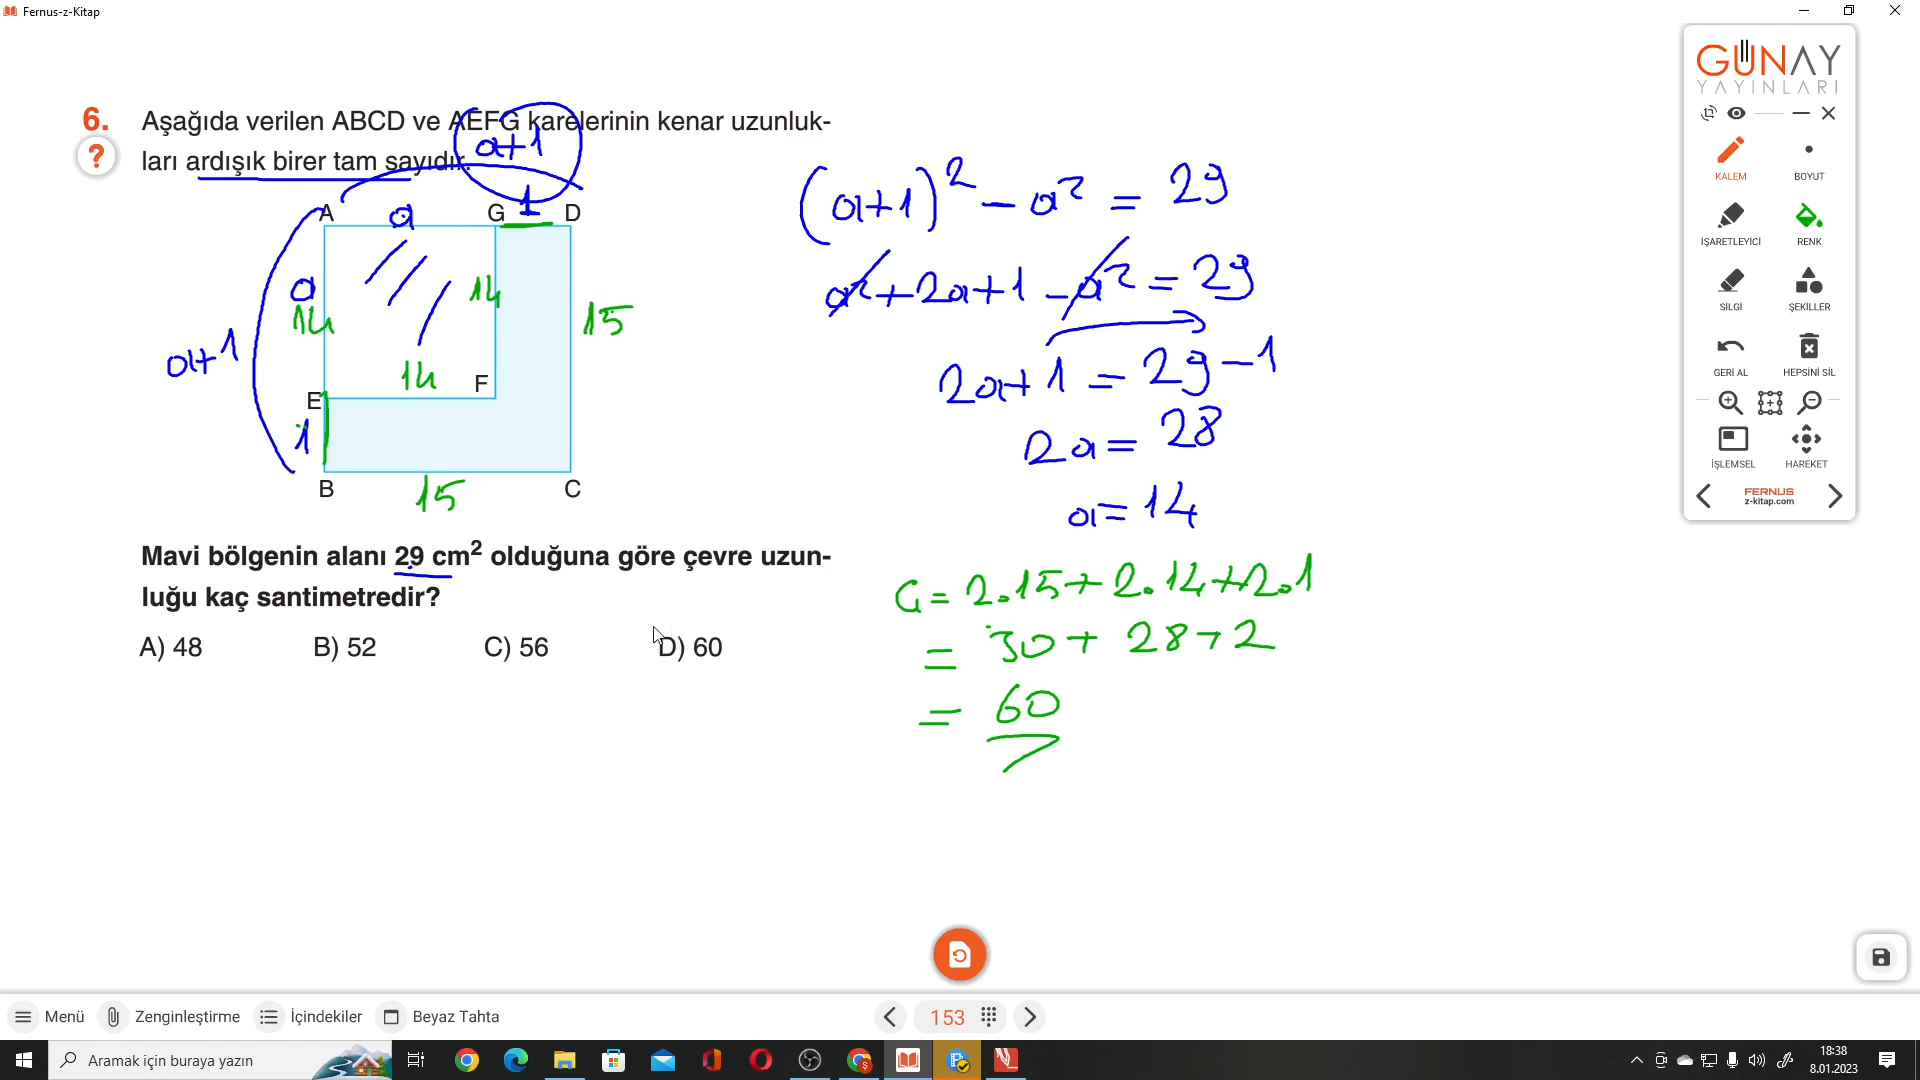 Fernus-z-Kitap
6. Aşağıda verilen ABCD ve AEFG karelerinin kenar uzunluk-
? ları ardışık birer tam sayıdır.
a+1
A a G 1 D
a
14
14
15
a+1
14 F
E
1
B 15 C
Mavi bölgenin alanı 29 cm² olduğuna göre çevre uzun-
luğu kaç santimetredir?
A) 48 B) 52 C) 56 D) 60
(a+1)² - a² = 29
a²+2a+1 - a² = 29
2a+1 = 29-1
2a = 28
a = 14
Ç = 2.15+2.14+2.1
= 30+28+2
= 60
GÜNAY
YAYINLARI
KALEM BOYUT
İŞARETLEYİCİ RENK
SİLGİ ŞEKİLLER
GERİ AL HEPSİNİ SİL
İŞLEMSEL HAREKET
FERNUS
z-kitap.com
Menü Zenginleştirme İçindekiler Beyaz Tahta 153
Aramak için buraya yazın
18:38
8.01.2023